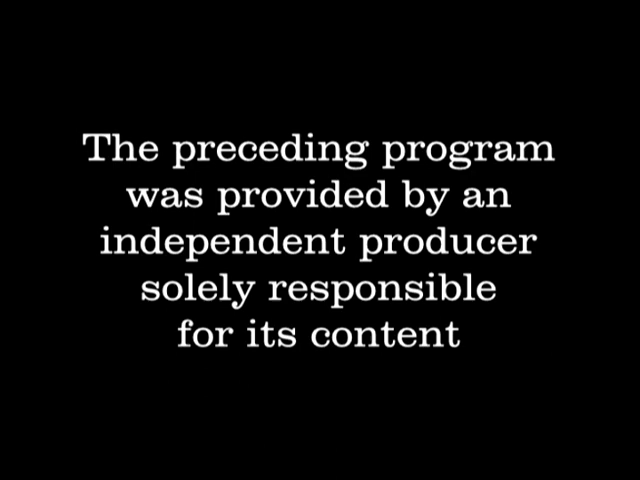 The preceding program
was provided by an
independent producer
solely responsible
for its content